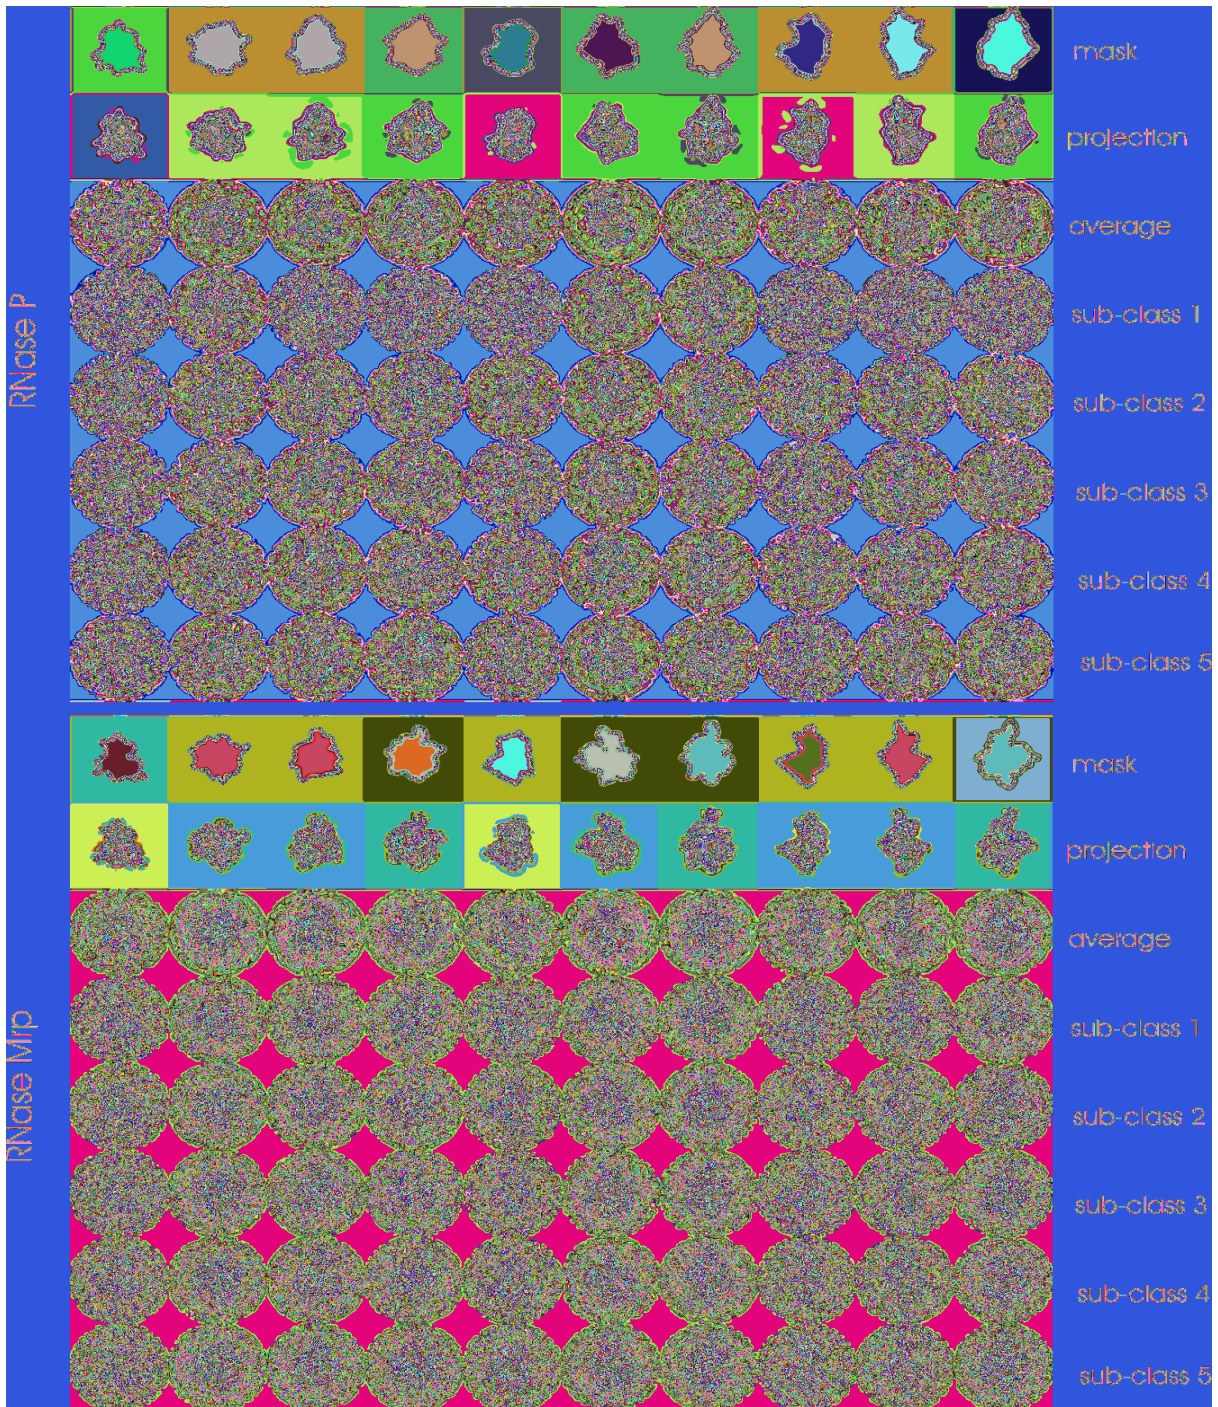 RNase P
mask
projection
average
sub-class 1
sub-class 2
sub-class 3
sub-class 4
sub-class 5
RNase Mrp
mask
projection
average
sub-class 1
sub-class 2
sub-class 3
sub-class 4
sub-class 5